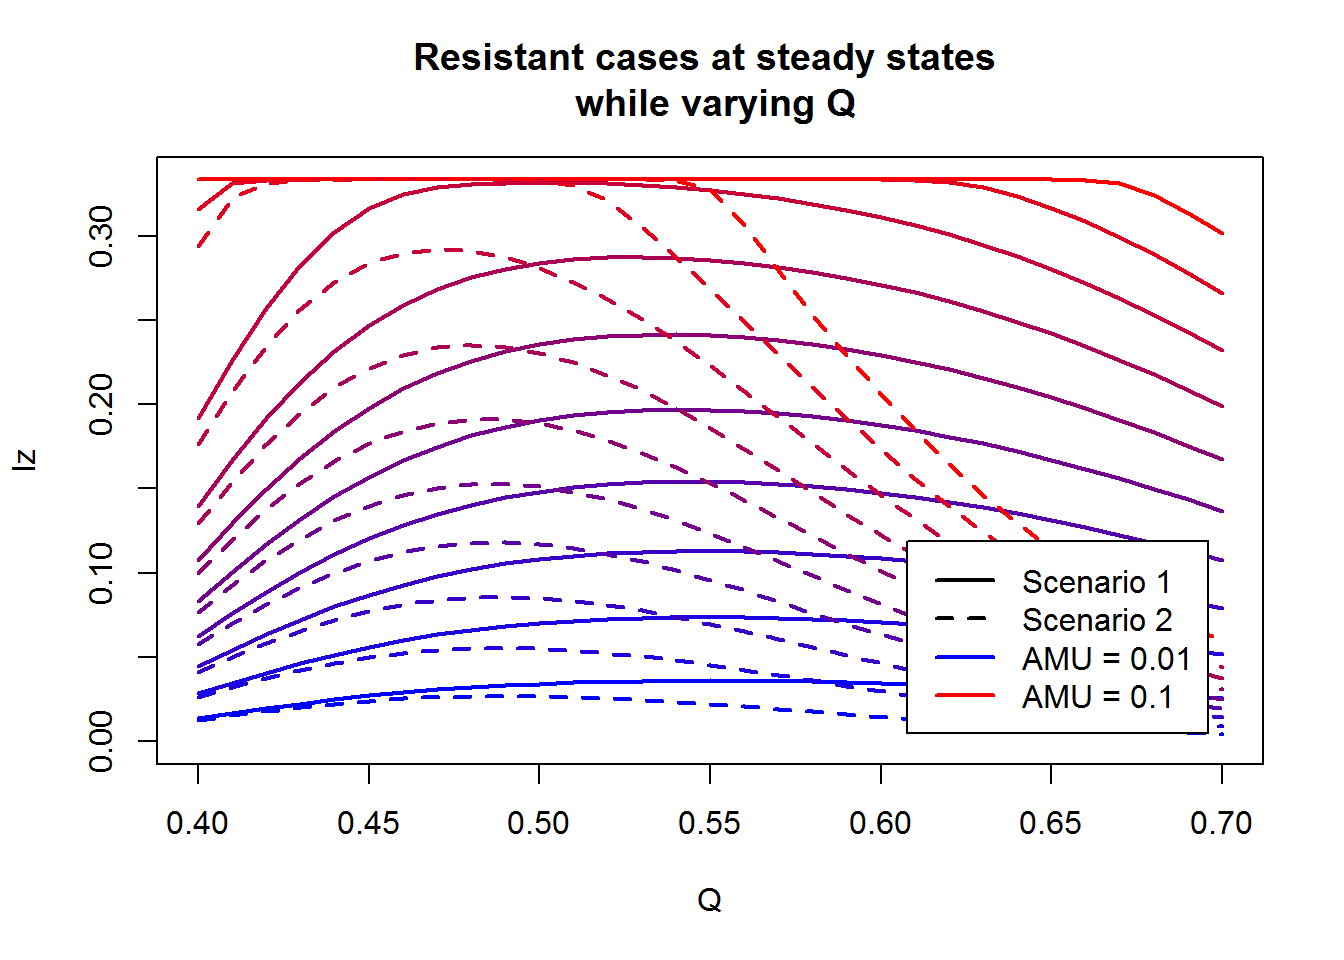 Resistant cases at steady states
while varying Q
Iz
0.30
0.20
0.10
0.00
Scenario 1
Scenario 2
AMU = 0.01
AMU = 0.1
0.40 0.45 0.50 0.55 0.60 0.65 0.70
Q